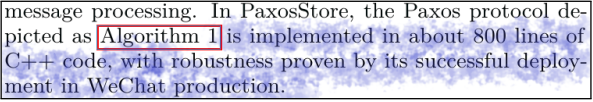 message processing. In PaxosStore, the Paxos protocol de-
picted as Algorithm 1 is implemented in about 800 lines of
C++ code, with robustness proven by its successful deploy-
ment in WeChat production.